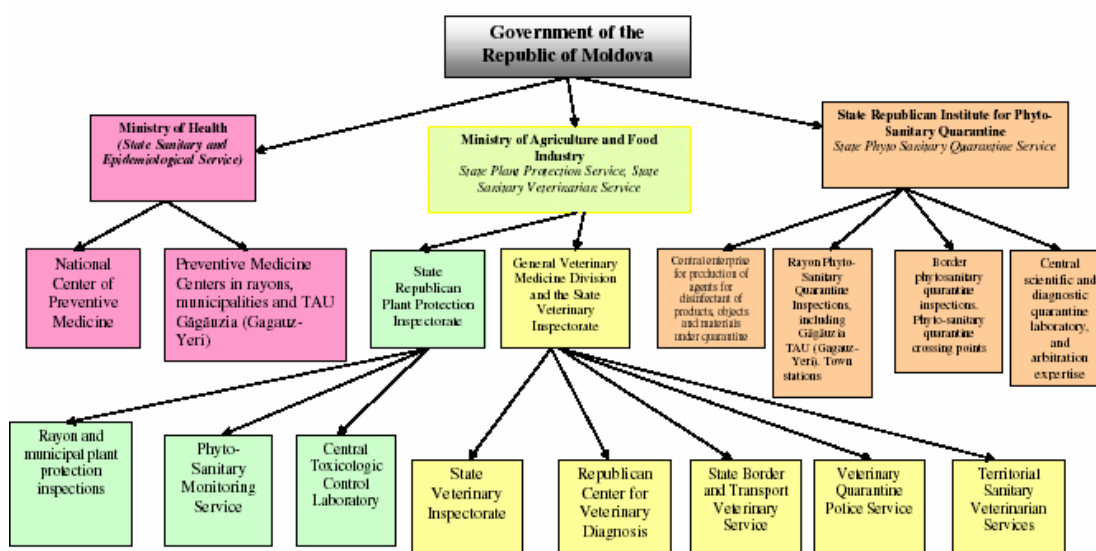 Government of the
Republic of Moldova
Ministry of Health
(State Sanitary and
Epidemiological Service)
Ministry of Agriculture and Food
Industry
State Plant Protection Service, State
Sanitary Veterinarian Service
State Republican Institute for Phyto-
Sanitary Quarantine
State Phyto Sanitary Quarantine Service
National
Center of
Preventive
Medicine
Preventive Medicine
Centers in rayons,
municipalities and TAU
Găgăuzia (Gagauz-
Yeri)
State
Republican
Plant Protection
Inspectorate
General Veterinary
Medicine Division
and the State
Veterinary
Inspectorate
Central enterprise
for production of
agents for
disinfectant of
products, objects
and materials
under quarantine
Rayon Phyto-
Sanitary
Quarantine
Inspections,
including
Găgăuzia
TAU (Gagauz-
Yeri). Town
stations
Border
phytosanitary
quarantine
inspections.
Phyto-sanitary
quarantine
crossing points
Central
scientific and
diagnostic
quarantine
laboratory,
and
arbitration
expertise
Rayon and
municipal plant
protection
inspections
Phyto-
Sanitary
Monitoring
Service
Central
Toxicologic
Control
Laboratory
State
Veterinary
Inspectorate
Republican
Center for
Veterinary
Diagnosis
State Border
and Transport
Veterinary
Service
Veterinary
Quarantine
Police Service
Territorial
Sanitary
Veterinarian
Services